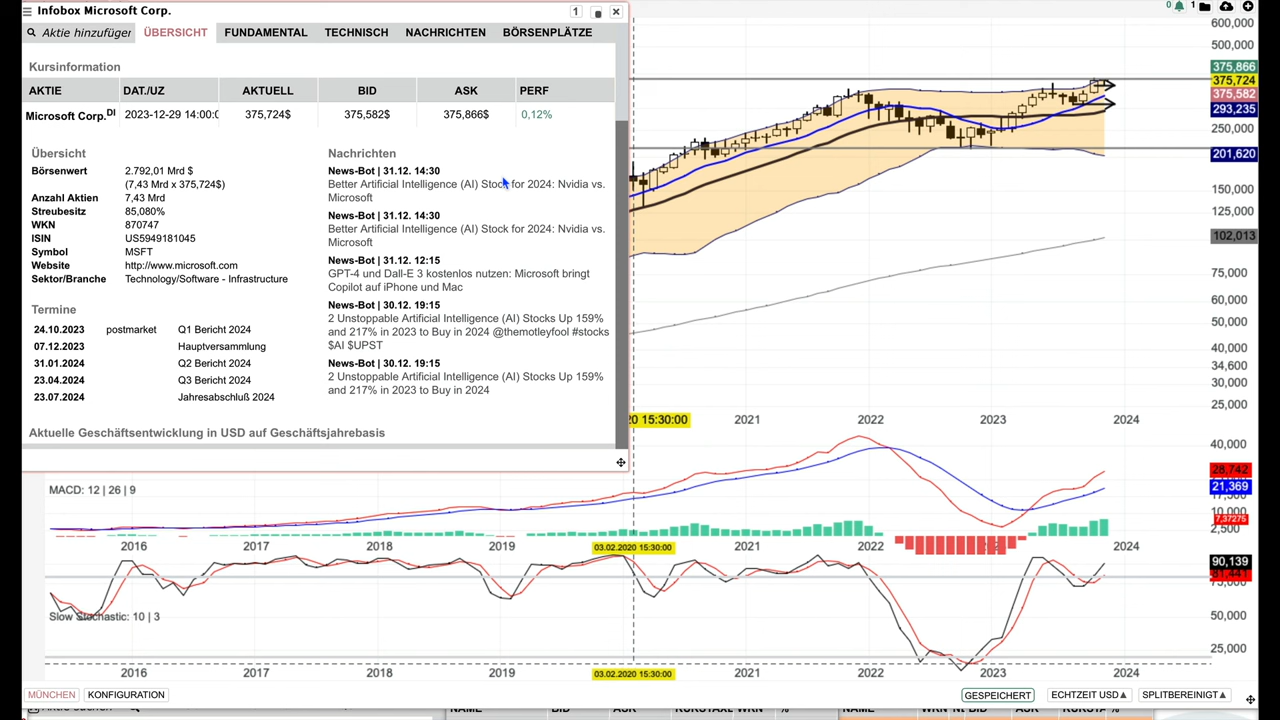 Infobox Microsoft Corp.
1
Aktie hinzufüger
ÜBERSICHT
FUNDAMENTAL
TECHNISCH
NACHRICHTEN
BÖRSENPLÄTZE
Kursinformation
AKTIE DAT./UZ AKTUELL BID ASK PERF
Microsoft Corp. DI 2023-12-29 14:00:0 375,724$ 375,582$ 375,866$ 0,12%
Übersicht
Börsenwert 2.792,01 Mrd $
(7,43 Mrd x 375,724$)
Anzahl Aktien 7,43 Mrd
Streubesitz 85,080%
WKN 870747
ISIN US5949181045
Symbol MSFT
Website http://www.microsoft.com
Sektor/Branche Technology/Software - Infrastructure
Termine
24.10.2023 postmarket Q1 Bericht 2024
07.12.2023 Hauptversammlung
31.01.2024 Q2 Bericht 2024
23.04.2024 Q3 Bericht 2024
23.07.2024 Jahresabschluß 2024
Nachrichten
News-Bot | 31.12. 14:30
Better Artificial Intelligence (AI) Stock for 2024: Nvidia vs.
Microsoft
News-Bot | 31.12. 14:30
Better Artificial Intelligence (AI) Stock for 2024: Nvidia vs.
Microsoft
News-Bot | 31.12. 12:15
GPT-4 und Dall-E 3 kostenlos nutzen: Microsoft bringt
Copilot auf iPhone und Mac
News-Bot | 30.12. 19:15
2 Unstoppable Artificial Intelligence (AI) Stocks Up 159%
and 217% in 2023 to Buy in 2024 @themotleyfool #stocks
$AI $UPST
News-Bot | 30.12. 19:15
2 Unstoppable Artificial Intelligence (AI) Stocks Up 159%
and 217% in 2023 to Buy in 2024
Aktuelle Geschäftsentwicklung in USD auf Geschäftsjahrebasis
0 1
600,000
500,000
375,866
375,724
375,582
293,235
250,000
201,620
150,000
125,000
102,013
75,000
60,000
50,000
40,000
34,600
30,000
25,000
20 15:30:00 2021 2022 2023 2024
MACD: 12 | 26 | 9
40,000
28,742
21,369
10,000
7,37275
2,500
2016 2017 2018 2019 03.02.2020 15:30:00 2021 2022 2023 2024
90,139
75,000
Slow Stochastic: 10 | 3
50,000
25,000
2016 2017 2018 2019 03.02.2020 15:30:00 2021 2022 2023 2024
MÜNCHEN KONFIGURATION GESPEICHERT ECHTZEIT USD▲ SPLITBEREINIGT▲